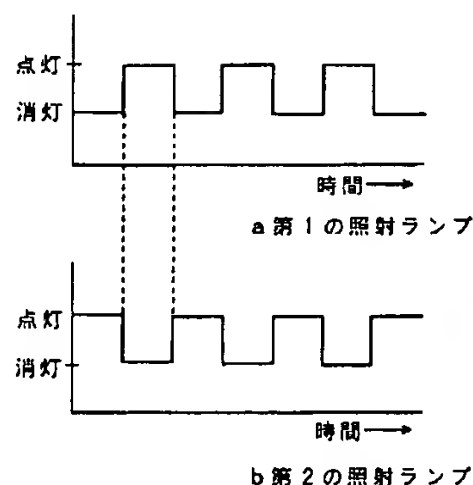 点灯
消灯
時間
a 第1の照射ランプ
点灯
消灯
時間
b 第2の照射ランプ